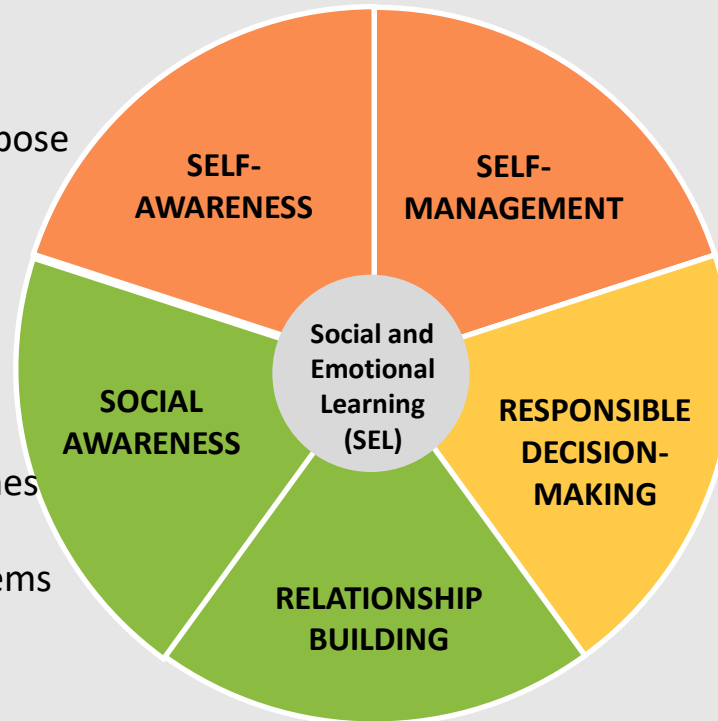 SELF-
AWARENESS
SELF-
MANAGEMENT
Social and
Emotional
Learning
(SEL)
SOCIAL
AWARENESS
RESPONSIBLE
DECISION-
MAKING
RELATIONSHIP
BUILDING